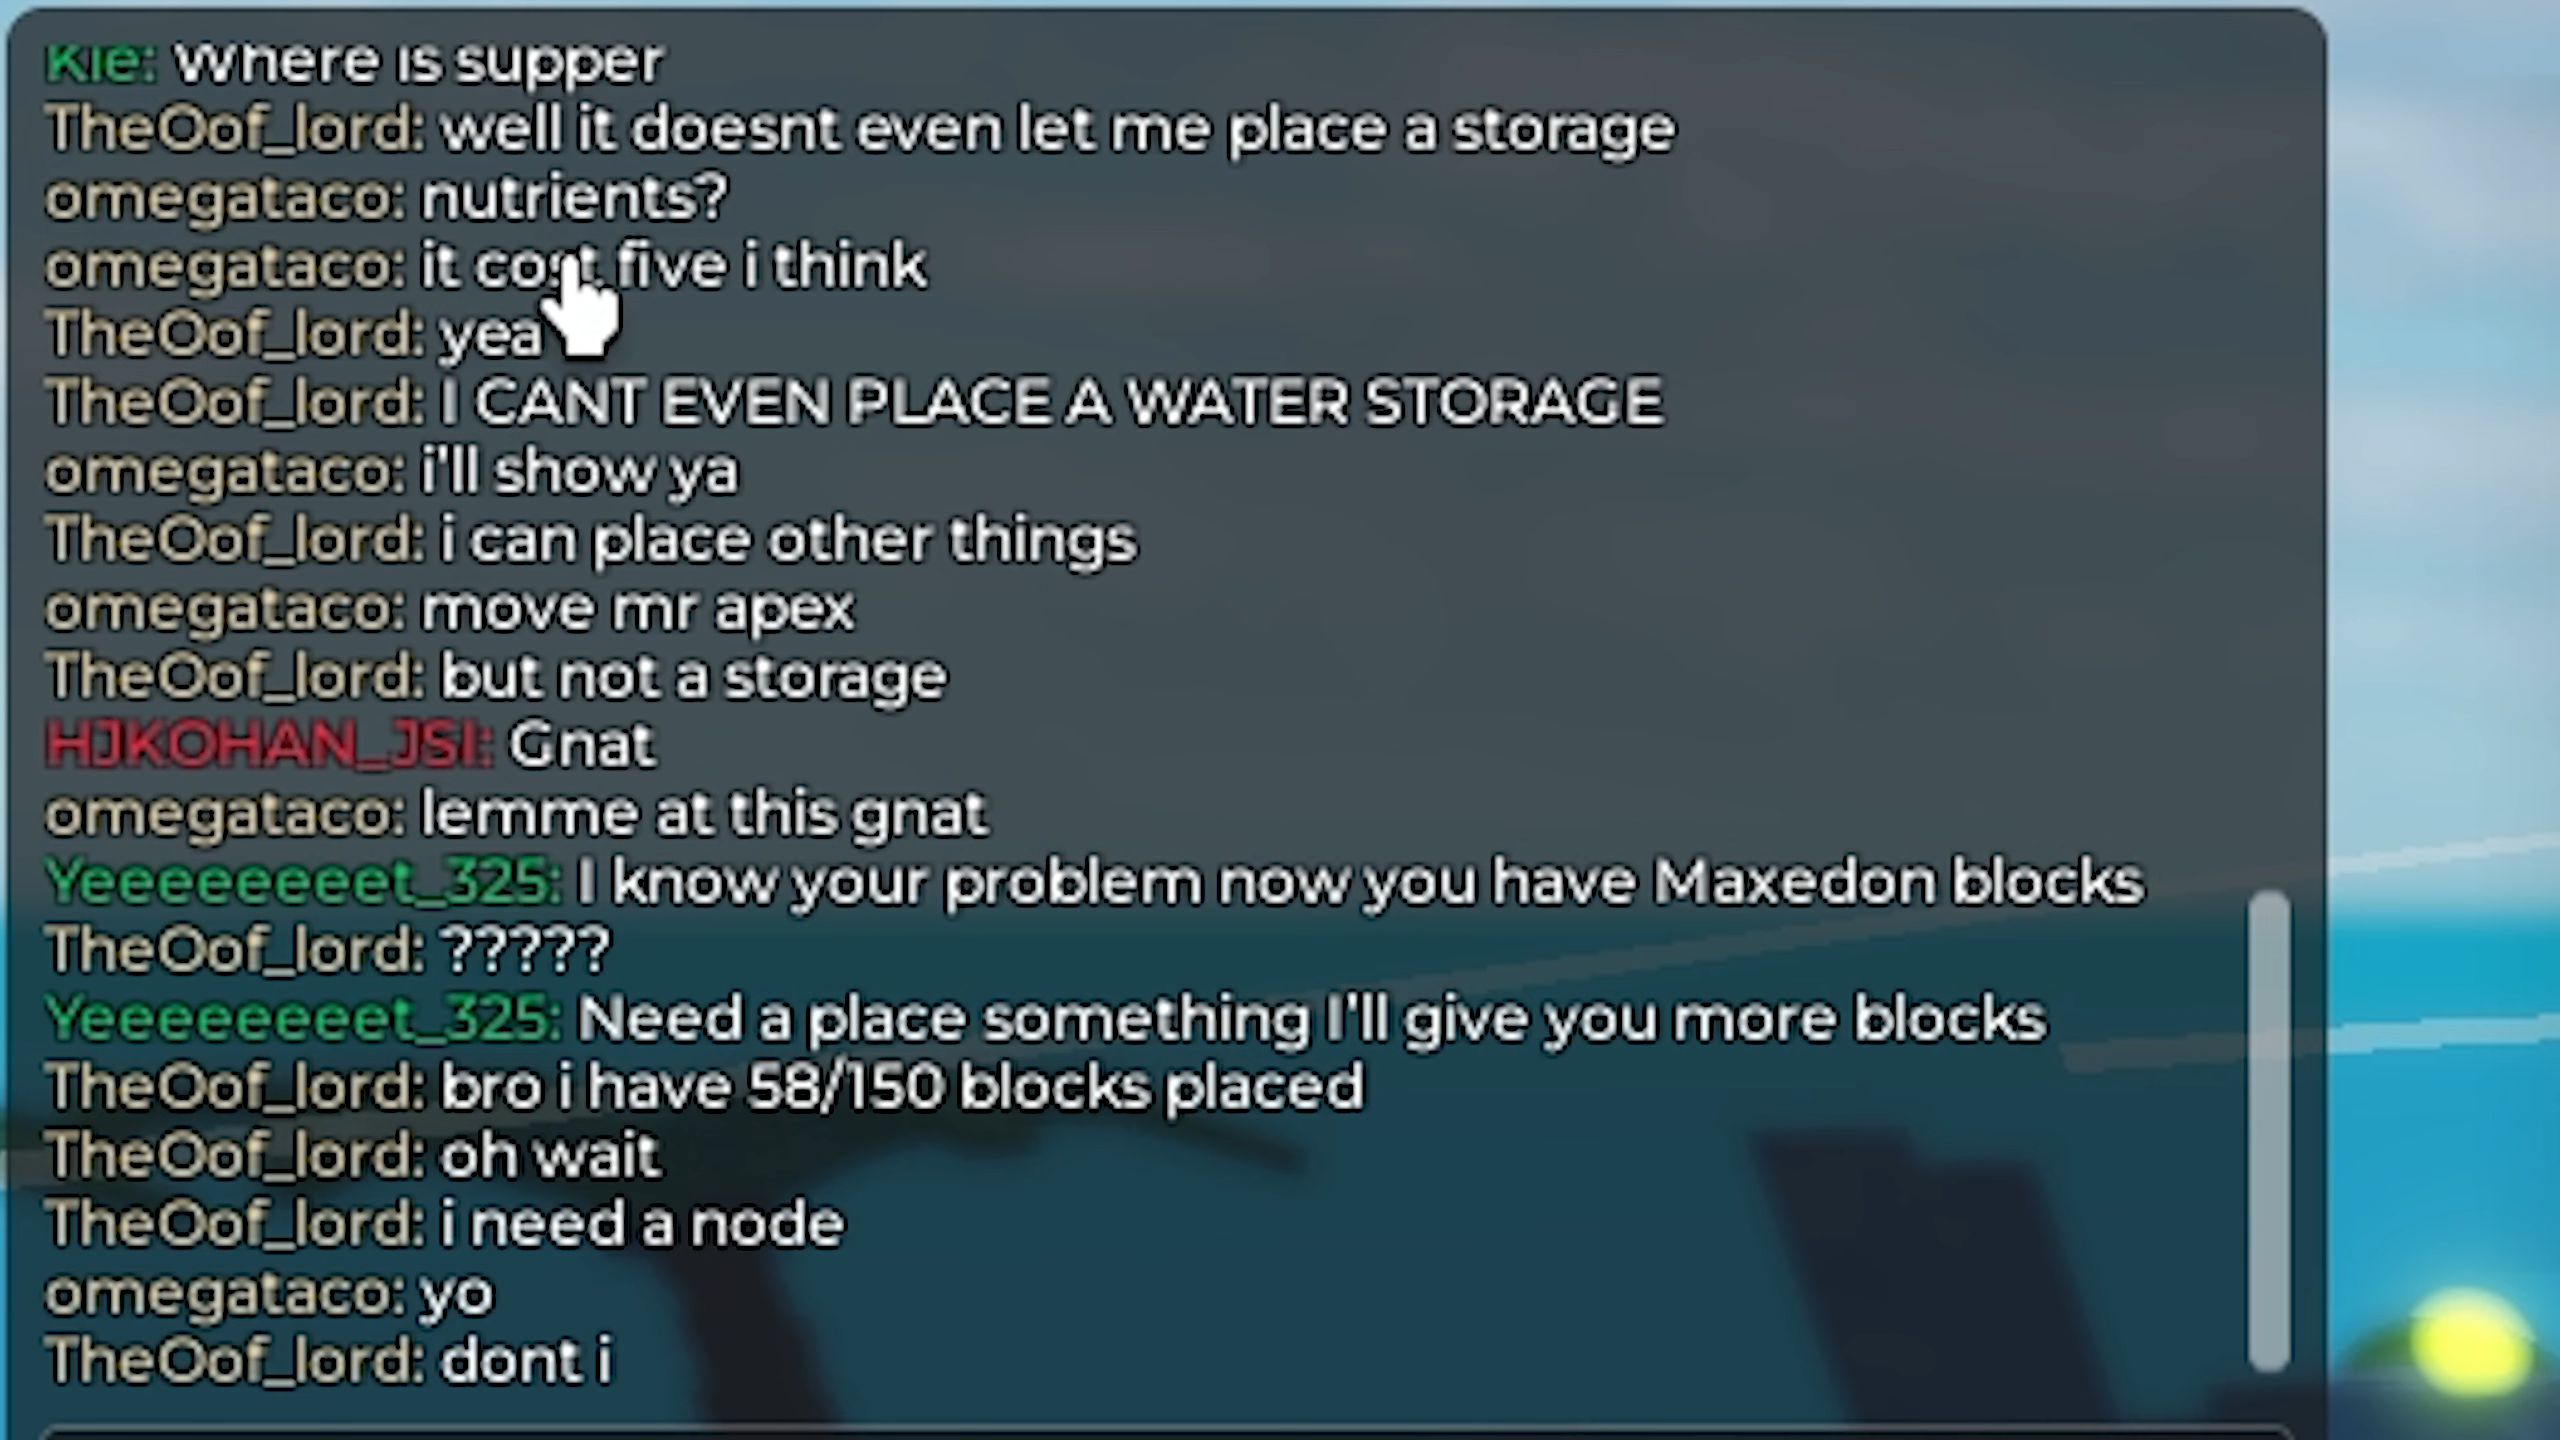 Kie: Where is supper
TheOof_lord: well it doesnt even let me place a storage
omegataco: nutrients?
omegataco: it cost five i think
TheOof_lord: yea
TheOof_lord: I CANT EVEN PLACE A WATER STORAGE
omegataco: i'll show ya
TheOof_lord: i can place other things
omegataco: move mr apex
TheOof_lord: but not a storage
HJKOHAN_JSI: Gnat
omegataco: lemme at this gnat
Yeeeeeeeet_325: I know your problem now you have Maxedon blocks
TheOof_lord: ?????
Yeeeeeeeet_325: Need a place something I'll give you more blocks
TheOof_lord: bro i have 58/150 blocks placed
TheOof_lord: oh wait
TheOof_lord: i need a node
omegataco: yo
TheOof_lord: dont i